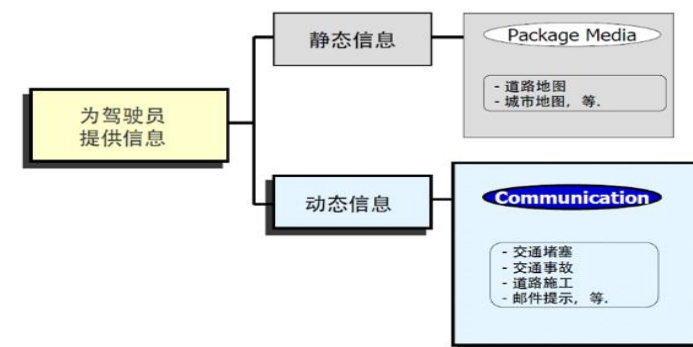 为驾驶员
提供信息
静态信息
Package Media
- 道路地图
- 城市地图, 等.
动态信息
Communication
- 交通堵塞
- 交通事故
- 道路施工
- 邮件提示, 等.